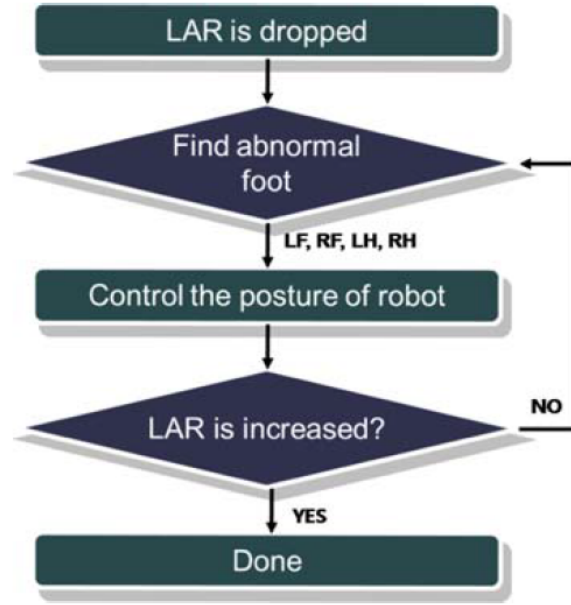 LAR is dropped
Find abnormal
foot
LF, RF, LH, RH
Control the posture of robot
LAR is increased?
NO
YES
Done